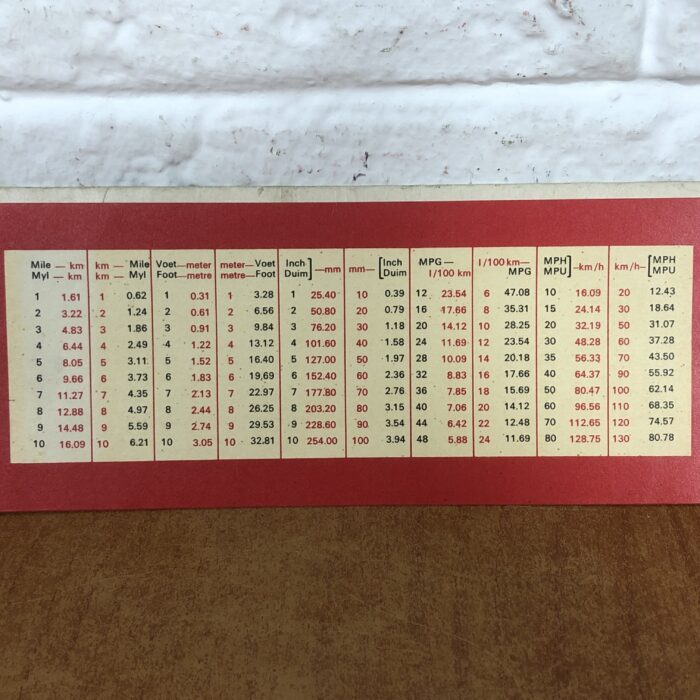 Mile — km km — Mile Voet—meter meter—Voet Inch] —mm mm— [Inch MPG — l/100 km— MPH] —km/h km/h— [MPH
Myl — km km — Myl Foot—metre metre—Foot Duim Duim l/100 km MPG MPU MPU
1 1.61 1 0.62 1 0.31 1 3.28 1 25.40 10 0.39 12 23.54 6 47.08 10 16.09 20 12.43
2 3.22 2 1.24 2 0.61 2 6.56 2 50.80 20 0.79 16 17.66 8 35.31 15 24.14 30 18.64
3 4.83 3 1.86 3 0.91 3 9.84 3 76.20 30 1.18 20 14.12 10 28.25 20 32.19 50 31.07
4 6.44 4 2.49 4 1.22 4 13.12 4 101.60 40 1.58 24 11.69 12 23.54 30 48.28 60 37.28
5 8.05 5 3.11 5 1.52 5 16.40 5 127.00 50 1.97 28 10.09 14 20.18 35 56.33 70 43.50
6 9.66 6 3.73 6 1.83 6 19,69 6 152.40 60 2.36 32 8.83 16 17.66 40 64.37 90 55.92
7 11.27 7 4.35 7 2.13 7 22.97 7 177.80 70 2.76 36 7.85 18 15.69 50 80.47 100 62.14
8 12.88 8 4.97 8 2.44 8 26.25 8 203.20 80 3.15 40 7.06 20 14.12 60 96.56 110 68.35
9 14.48 9 5.59 9 2.74 9 29.53 9 228.60 90 3.54 44 6.42 22 12.48 70 112.65 120 74.57
10 16.09 10 6.21 10 3.05 10 32.81 10 254.00 100 3.94 48 5.88 24 11.69 80 128.75 130 80.78